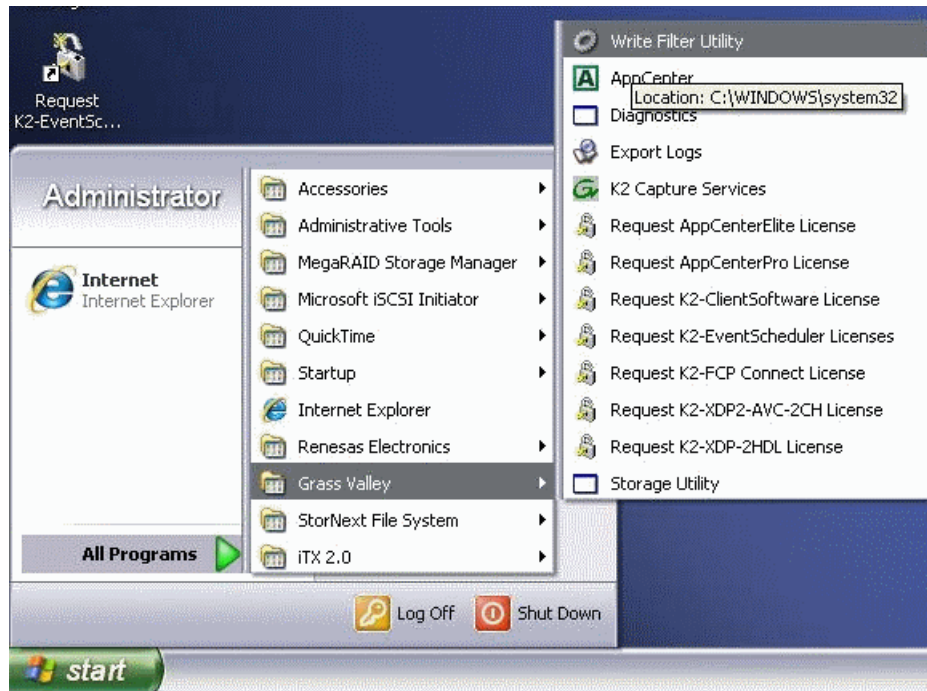 Request
K2-EventSc...
Administrator
Internet
Internet Explorer
All Programs
Accessories
Administrative Tools
MegaRAID Storage Manager
Microsoft iSCSI Initiator
QuickTime
Startup
Internet Explorer
Renesas Electronics
Grass Valley
StorNext File System
iTX 2.0
Write Filter Utility
AppCenter
Location: C:\WINDOWS\system32
Diagnostics
Export Logs
K2 Capture Services
Request AppCenterElite License
Request AppCenterPro License
Request K2-ClientSoftware License
Request K2-EventScheduler Licenses
Request K2-FCP Connect License
Request K2-XDP2-AVC-2CH License
Request K2-XDP-2HDL License
Storage Utility
Log Off
Shut Down
start